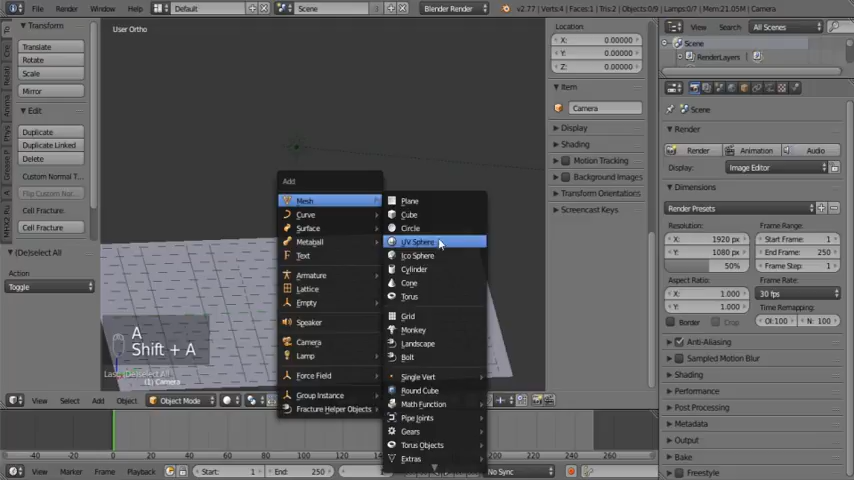 File Render Window Help Default Scene Blender Render v2.77 | Verts:4 | Faces:1 | Tris:2 | Objects:0/9 | Lamps:0/7 | Mem:21.05M | Camera
Transform
Translate
Rotate
Scale
Mirror
Edit
Duplicate
Duplicate Linked
Delete
Custom Normal T...
Flip Custom Nor...
Cell Fracture.
Cell Fracture
(De)select All
Action
Toggle
User Ortho
A
Shift + A
Last: (De)select All
(1) Camera
Add
Mesh
Curve
Surface
Metaball
Text
Armature
Lattice
Empty
Speaker
Camera
Lamp
Force Field
Group Instance
Fracture Helper Objects
Plane
Cube
Circle
UV Sphere
Ico Sphere
Cylinder
Cone
Torus
Grid
Monkey
Landscape
Bolt
Single Vert
Round Cube
Math Function
Pipe Joints
Gears
Torus Objects
Extras
Location
X: 0.00000
Y: 0.00000
Z: 0.00000
Item
Camera
Display
Shading
Motion Tracking
Background Images
Transform Orientations
Screencast Keys
View Search All Scenes
Scene
RenderLayers
Scene
Render
Render Animation Audio
Display: Image Editor
Dimensions
Render Presets
Resolution: Frame Range:
X: 1920 px Start Frame: 1
Y: 1080 px End Frame: 250
50% Frame Step: 1
Aspect Ratio: Frame Rate:
X: 1.000 30 fps
Y: 1.000 Time Remapping:
Border Crop Ol:100 N: 100
Anti-Aliasing
Sampled Motion Blur
Shading
Performance
Post Processing
Metadata
Output
Bake
Freestyle
View Select Add Object Object Mode
View Marker Frame Playback Start: 1 End: 250 1 No Sync